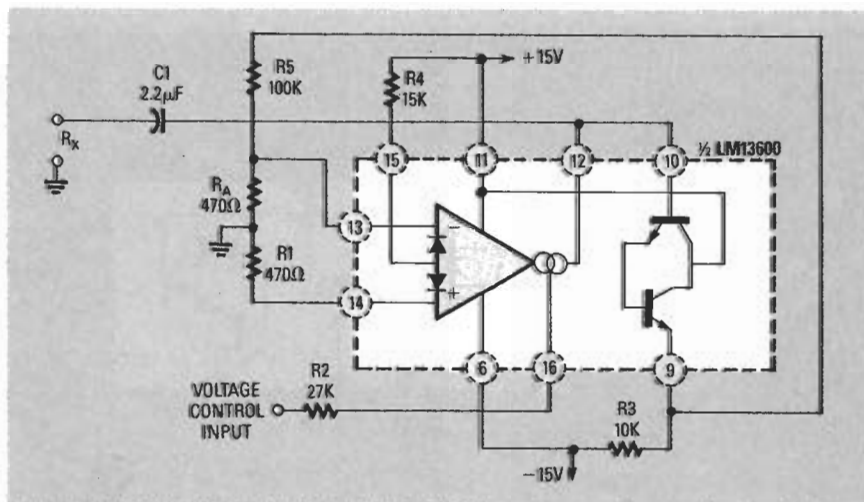 C1
2.2µF
Rx
R5
100K
RA
470Ω
R1
470Ω
R4
15K
+15V
½ LM13600
15
11
12
10
13
−
+
14
6
16
9
VOLTAGE
CONTROL
INPUT
R2
27K
R3
10K
−15V